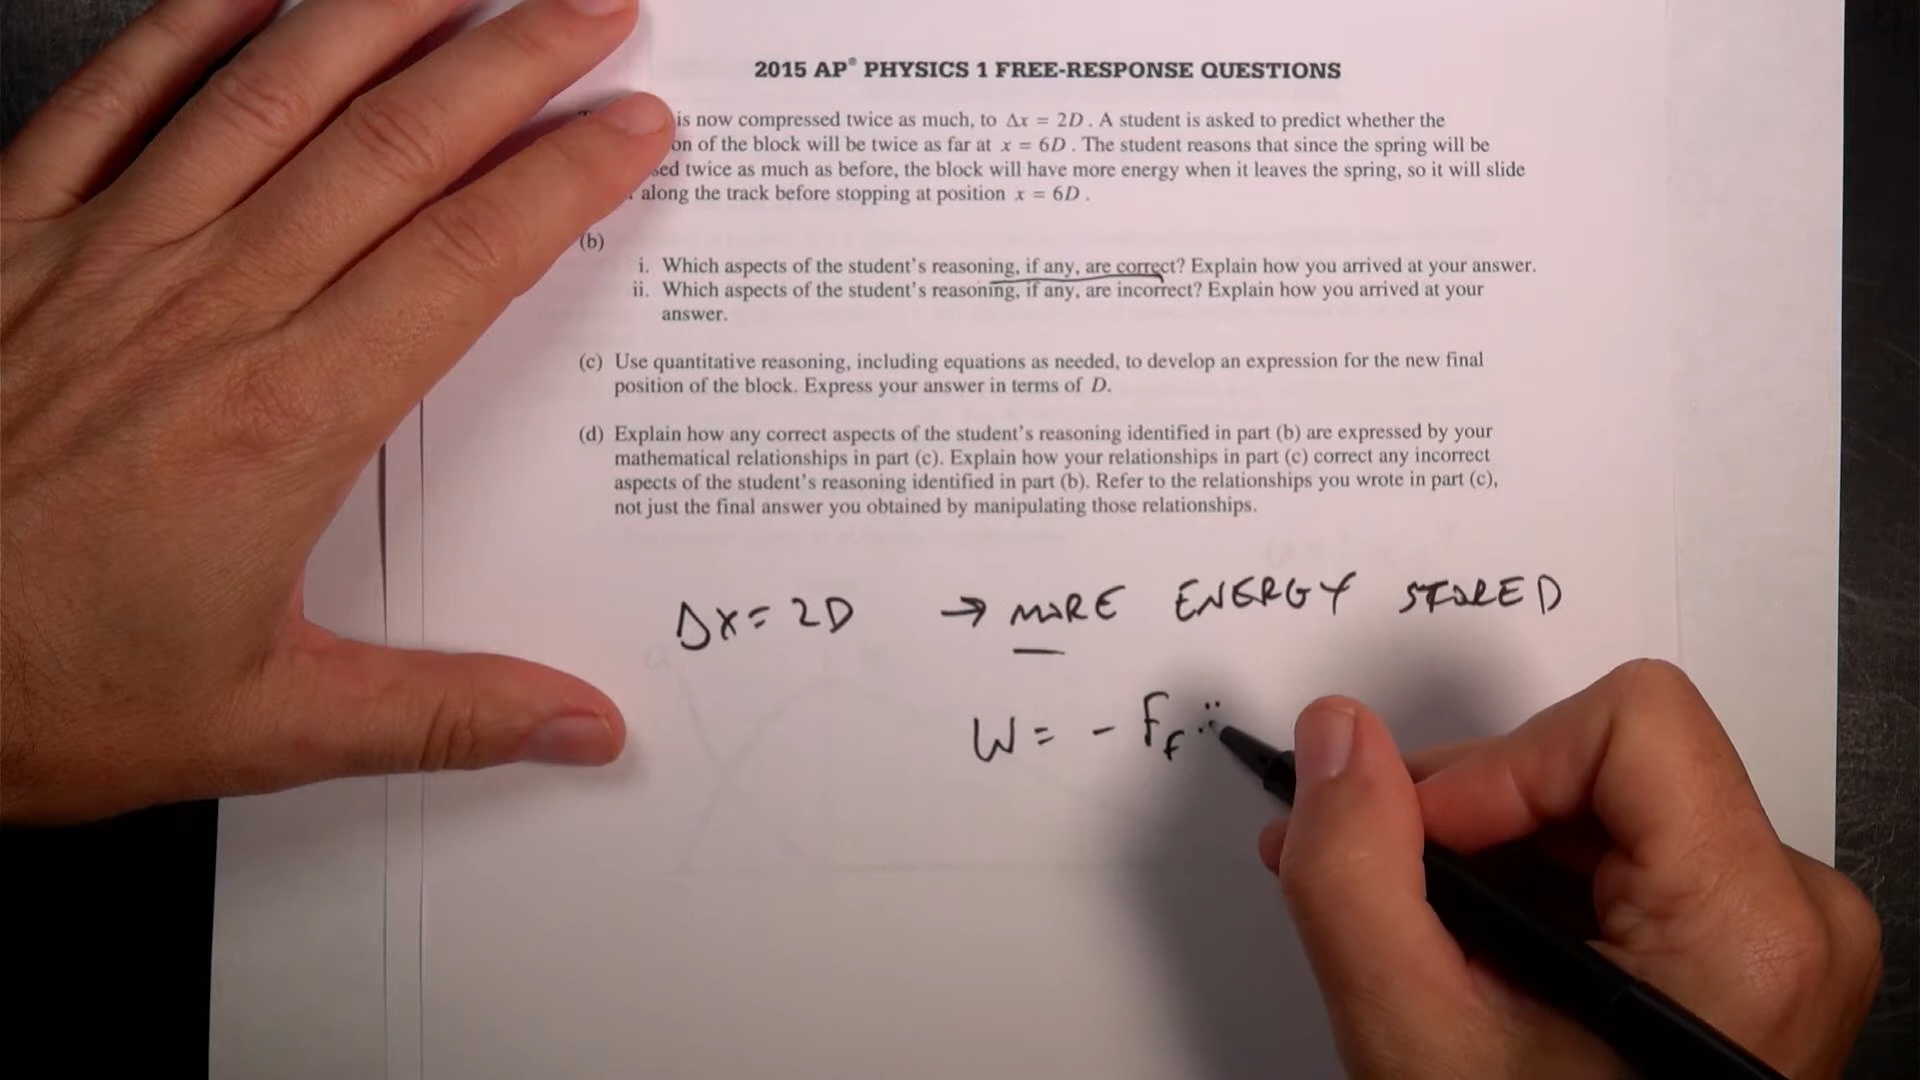 2015 AP® PHYSICS 1 FREE-RESPONSE QUESTIONS
is now compressed twice as much, to Δx = 2D. A student is asked to predict whether the
of the block will be twice as far at x = 6D. The student reasons that since the spring will be
twice as much as before, the block will have more energy when it leaves the spring, so it will slide
along the track before stopping at position x = 6D.
(b)
i. Which aspects of the student's reasoning, if any, are correct? Explain how you arrived at your answer.
ii. Which aspects of the student's reasoning, if any, are incorrect? Explain how you arrived at your
answer.
(c) Use quantitative reasoning, including equations as needed, to develop an expression for the new final
position of the block. Express your answer in terms of D.
(d) Explain how any correct aspects of the student's reasoning identified in part (b) are expressed by your
mathematical relationships in part (c). Explain how your relationships in part (c) correct any incorrect
aspects of the student's reasoning identified in part (b). Refer to the relationships you wrote in part (c),
not just the final answer you obtained by manipulating those relationships.
Δx = 2D → MORE ENERGY STORED
W = - Ff